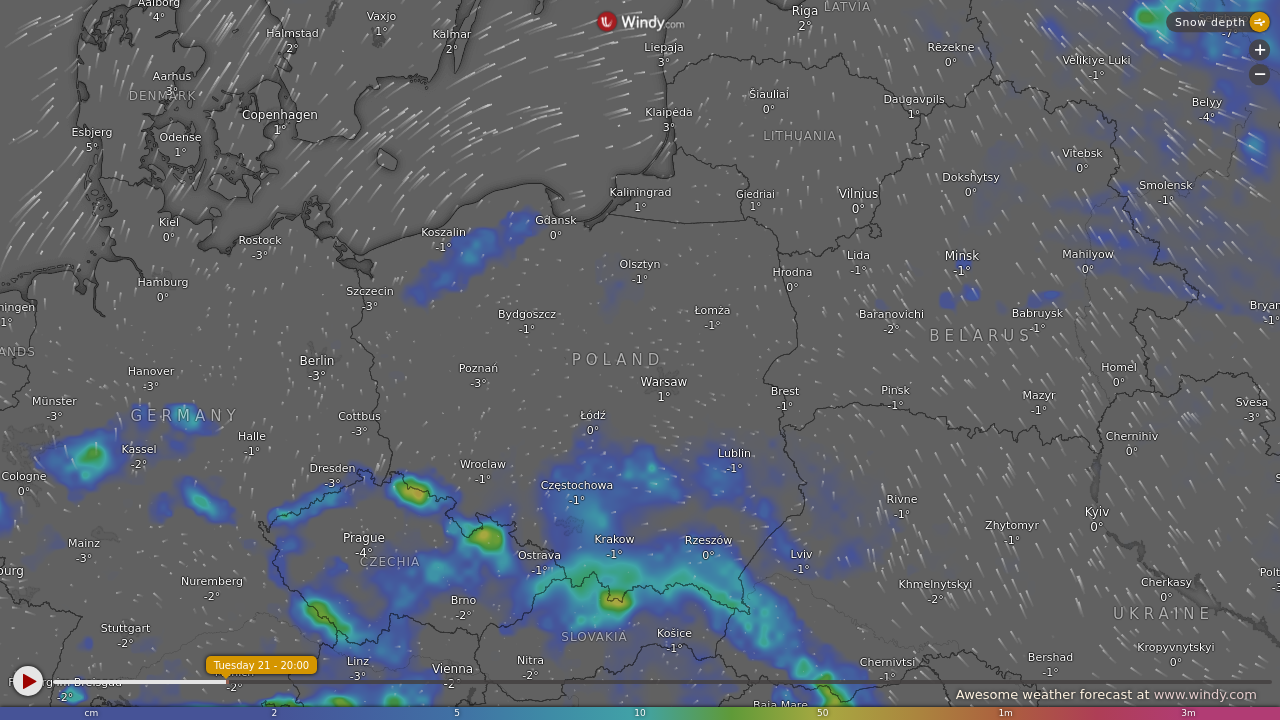 Aalborg
4°
Vaxjo
1°
Windy.com
Riga
2°
LATVIA
Snow depth
-7°
Halmstad
2°
Kalmar
2°
Liepaja
3°
Rēzekne
0°
+
Velikiye Luki
-1°
−
Aarhus
3°
DENMARK
Šiauliai
0°
Daugavpils
1°
Belyy
-4°
Copenhagen
1°
Klaipėda
3°
Esbjerg
5°
Odense
1°
LITHUANIA
Vitebsk
0°
Dokshytsy
0°
Smolensk
-1°
Kaliningrad
1°
Giedriai
1°
Vilnius
0°
Kiel
0°
Gdansk
0°
Koszalin
-1°
Rostock
-3°
Lida
-1°
Minsk
-1°
Mahilyow
0°
Olsztyn
-1°
Hrodna
0°
Hamburg
0°
Szczecin
-3°
ningen
1°
Bydgoszcz
-1°
Łomża
-1°
Baranovichi
-2°
Babruysk
-1°
Bryan
-1°
BELARUS
ANDS
POLAND
Berlin
-3°
Hanover
-3°
Poznań
-3°
Warsaw
1°
Homel
0°
Brest
-1°
Pinsk
-1°
Mazyr
-1°
Münster
-3°
Svesa
-3°
GERMANY
Cottbus
-3°
Łódź
0°
Halle
-1°
Chernihiv
0°
Kassel
-2°
Lublin
-1°
Dresden
-3°
Wroclaw
-1°
Cologne
0°
Częstochowa
-1°
S
Rivne
-1°
Kyiv
0°
Zhytomyr
-1°
Mainz
-3°
Prague
-4°
Krakow
-1°
Rzeszów
0°
Ostrava
-1°
Lviv
-1°
CZECHIA
burg
Polt
-3
Nuremberg
-2°
Khmelnytskyi
-2°
Cherkasy
0°
Brno
-2°
UKRAINE
Stuttgart
-2°
SLOVAKIA
Košice
-1°
Kropyvnytskyi
0°
Tuesday 21 - 20:00
Linz
-3°
Vienna
-2
Nitra
-2°
Chernivtsi
-1°
Bershad
-1°
-2°
-2°
Awesome weather forecast at www.windy.com
Baia Mare
cm 2 5 10 50 1m 3m